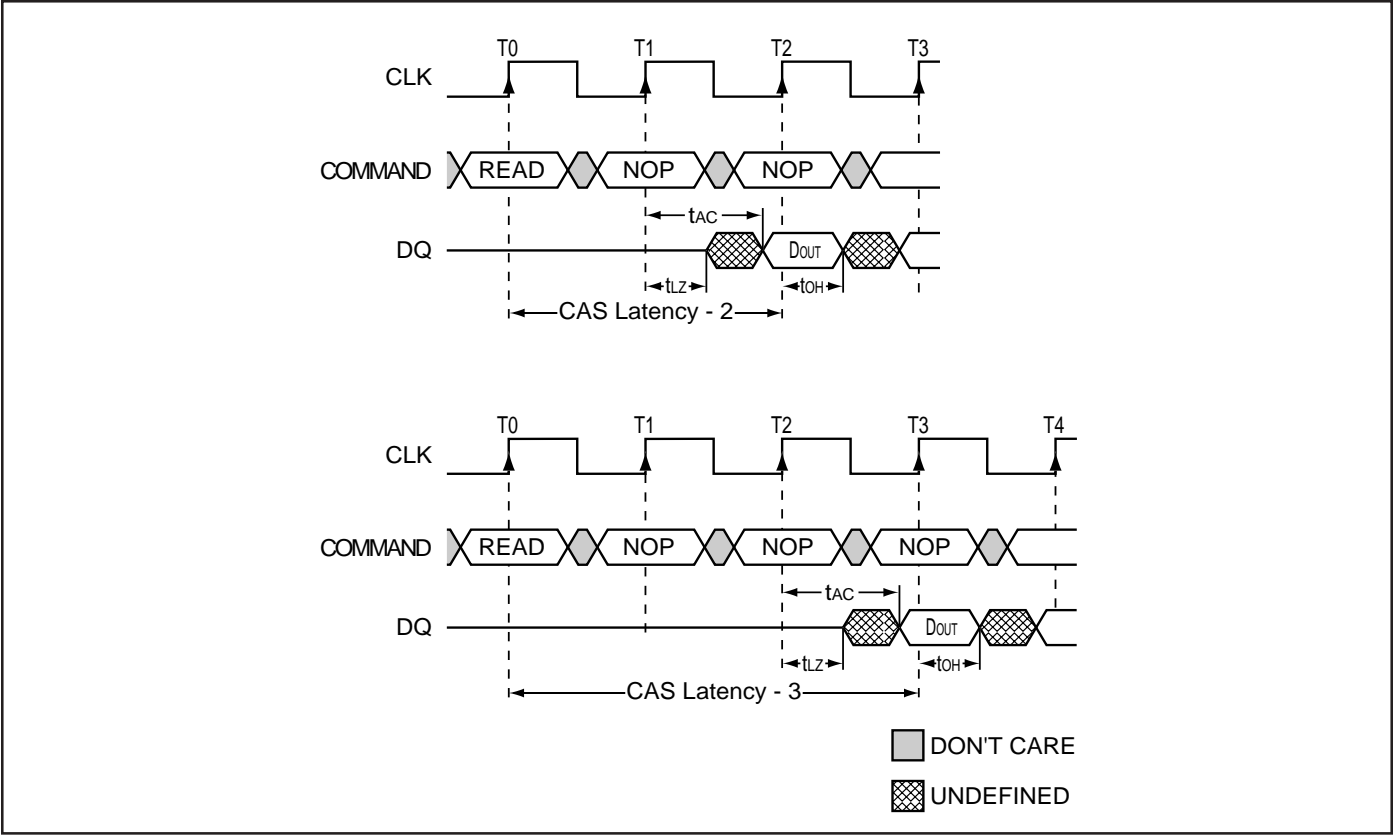 T0 T1 T2 T3
CLK
COMMAND READ NOP NOP
tAC
DQ DOUT
tLZ tOH
CAS Latency - 2
T0 T1 T2 T3 T4
CLK
COMMAND READ NOP NOP NOP
tAC
DQ DOUT
tLZ tOH
CAS Latency - 3
DON'T CARE
UNDEFINED